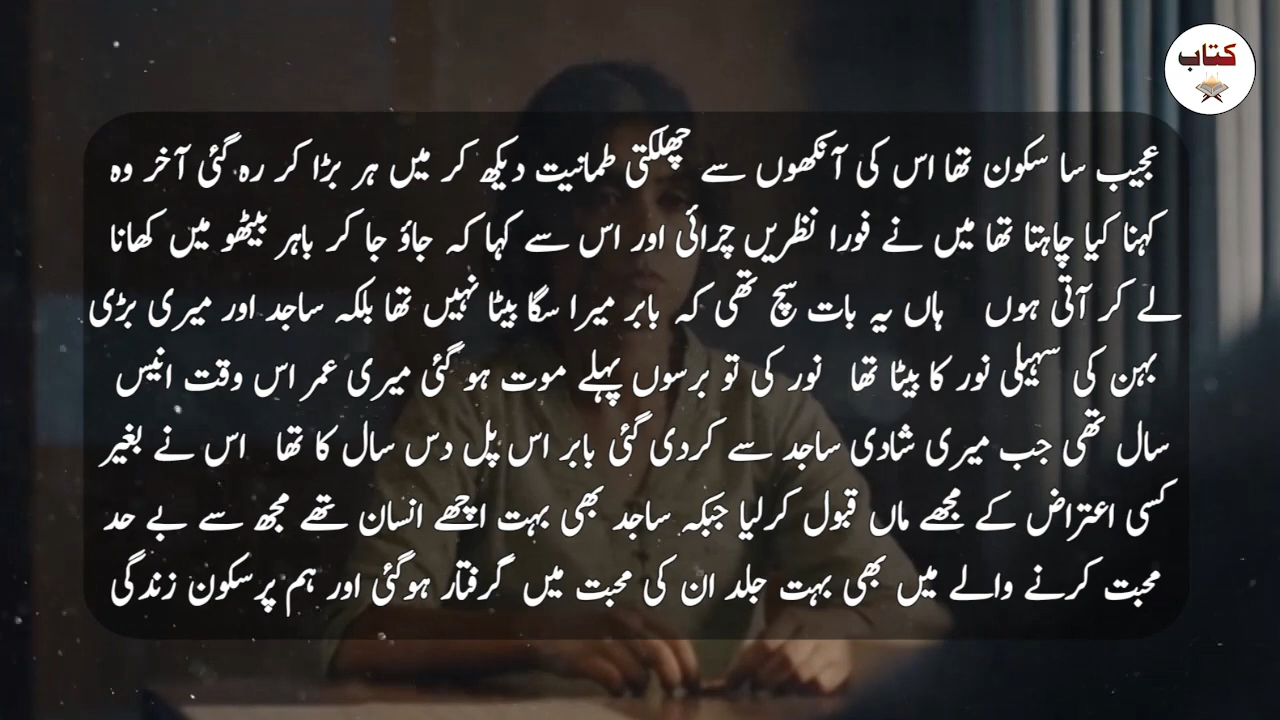 کتاب
عجیب سا سکون تھا اس کی آنکھوں سے چھلکتی طمانیت دیکھ کر میں ہر بڑا کر رہ گئی آخر وہ
کہنا کیا چاہتا تھا میں نے فورا نظریں چرائی اور اس سے کہا کہ جاؤ جا کر باہر بیٹھو میں کھانا
لے کر آتی ہوں ہاں یہ بات سچ تھی کہ بابر میرا سگا بیٹا نہیں تھا بلکہ ساجد اور میری بڑی
بہن کی سہیلی نور کا بیٹا تھا نور کی تو برسوں پہلے موت ہو گئی میری عمر اس وقت انیس
سال تھی جب میری شادی ساجد سے کردی گئی بابر اس پل دس سال کا تھا اس نے بغیر
کسی اعتراض کے مجھے ماں قبول کرلیا جبکہ ساجد بھی بہت اچھے انسان تھے مجھ سے بے حد
محبت کرنے والے میں بھی بہت جلد ان کی محبت میں گرفتار ہوگئی اور ہم پرسکون زندگی